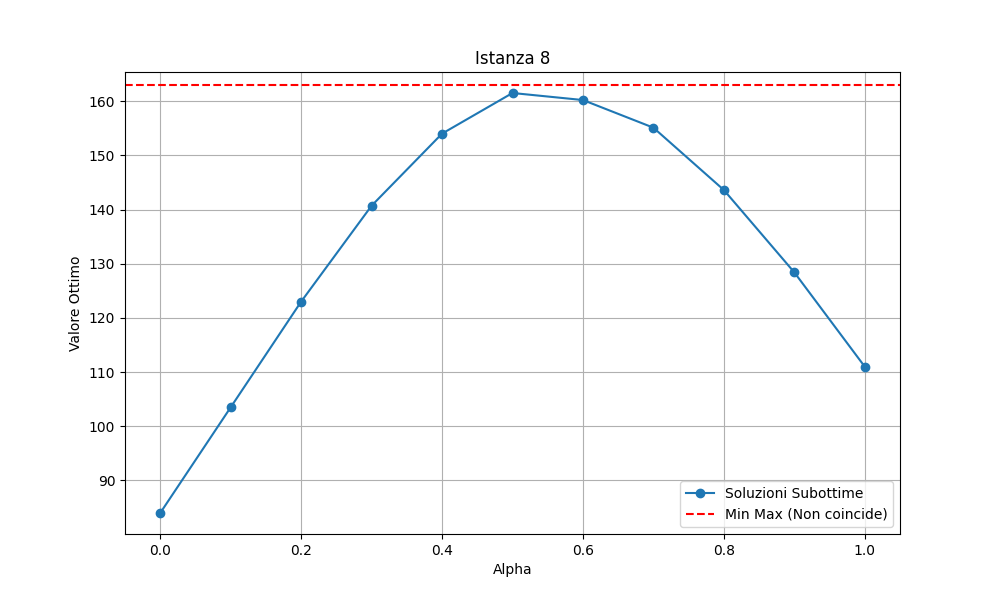 Istanza 8
Valore Ottimo
160
150
140
130
120
110
100
90
Soluzioni Subottime
Min Max (Non coincide)
0.0 0.2 0.4 0.6 0.8 1.0
Alpha